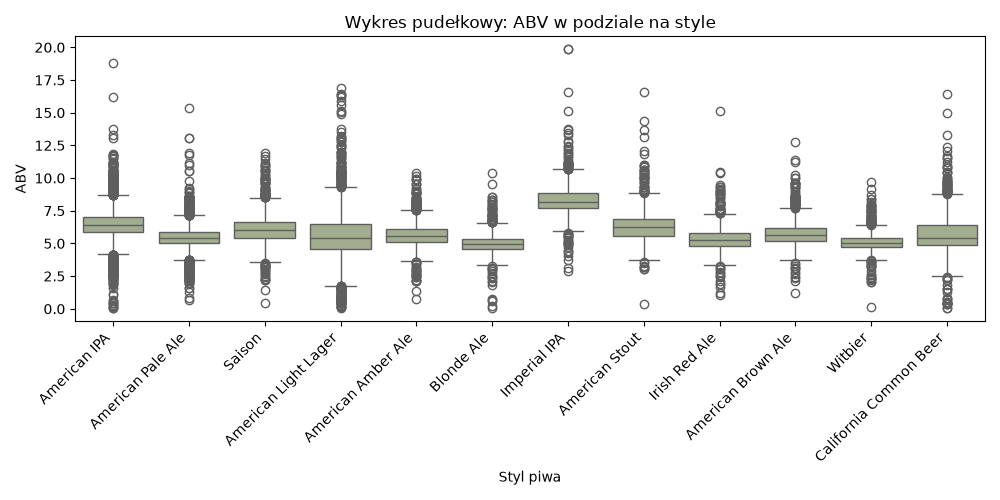 Wykres pudełkowy: ABV w podziale na style
ABV
20.0
17.5
15.0
12.5
10.0
7.5
5.0
2.5
0.0
American IPA
American Pale Ale
Saison
American Light Lager
American Amber Ale
Blonde Ale
Imperial IPA
American Stout
Irish Red Ale
American Brown Ale
Witbier
California Common Beer
Styl piwa